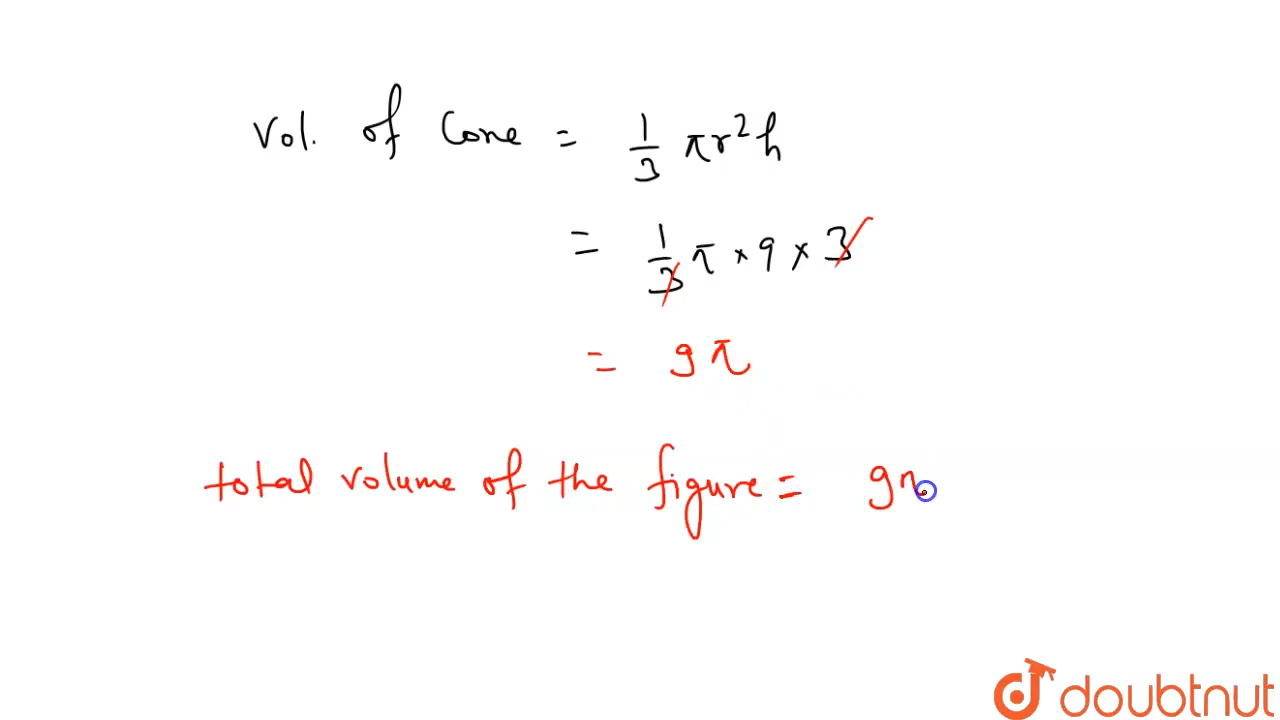 Vol. of Cone = 1/3 πr²h
= 1/3 π × 9 × 3
= 9π
total volume of the figure = 9π
doubtnut